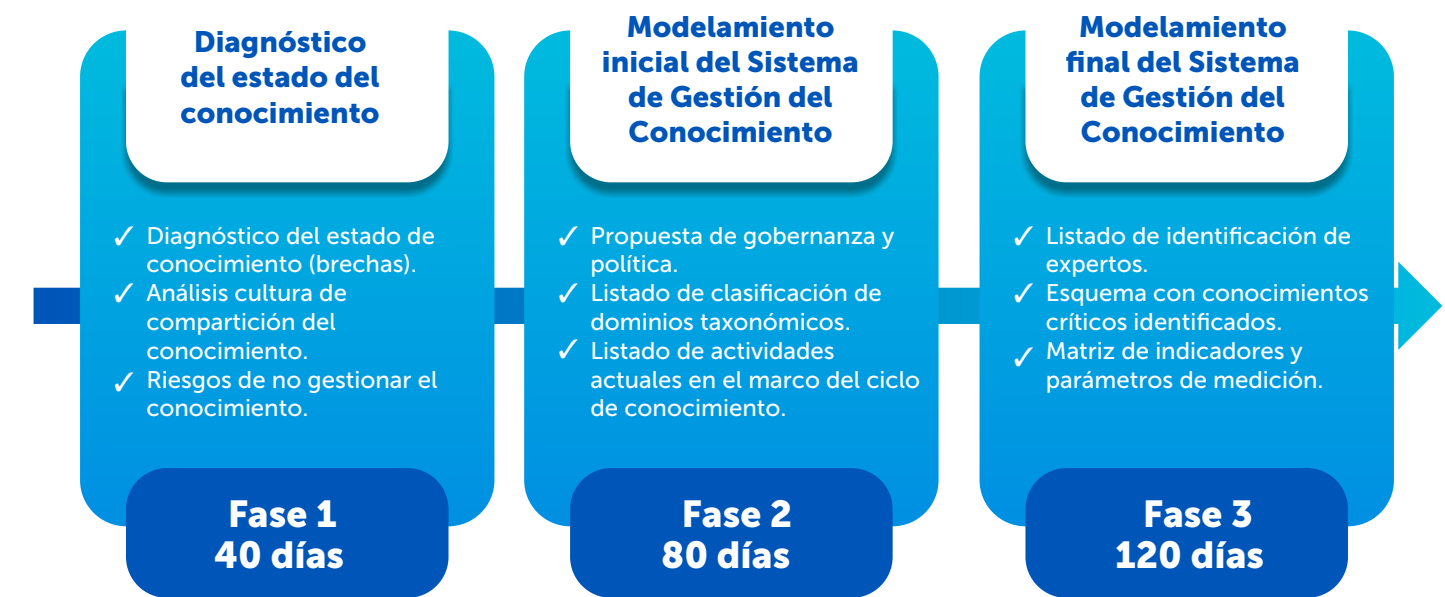 Diagnóstico
del estado del
conocimiento
✓ Diagnóstico del estado de
conocimiento (brechas).
✓ Análisis cultura de
compartición del
conocimiento.
✓ Riesgos de no gestionar el
conocimiento.
Fase 1
40 días
Modelamiento
inicial del Sistema
de Gestión del
Conocimiento
✓ Propuesta de gobernanza y
política.
✓ Listado de clasificación de
dominios taxonómicos.
✓ Listado de actividades
actuales en el marco del ciclo
de conocimiento.
Fase 2
80 días
Modelamiento
final del Sistema
de Gestión del
Conocimiento
✓ Listado de identificación de
expertos.
✓ Esquema con conocimientos
críticos identificados.
✓ Matriz de indicadores y
parámetros de medición.
Fase 3
120 días